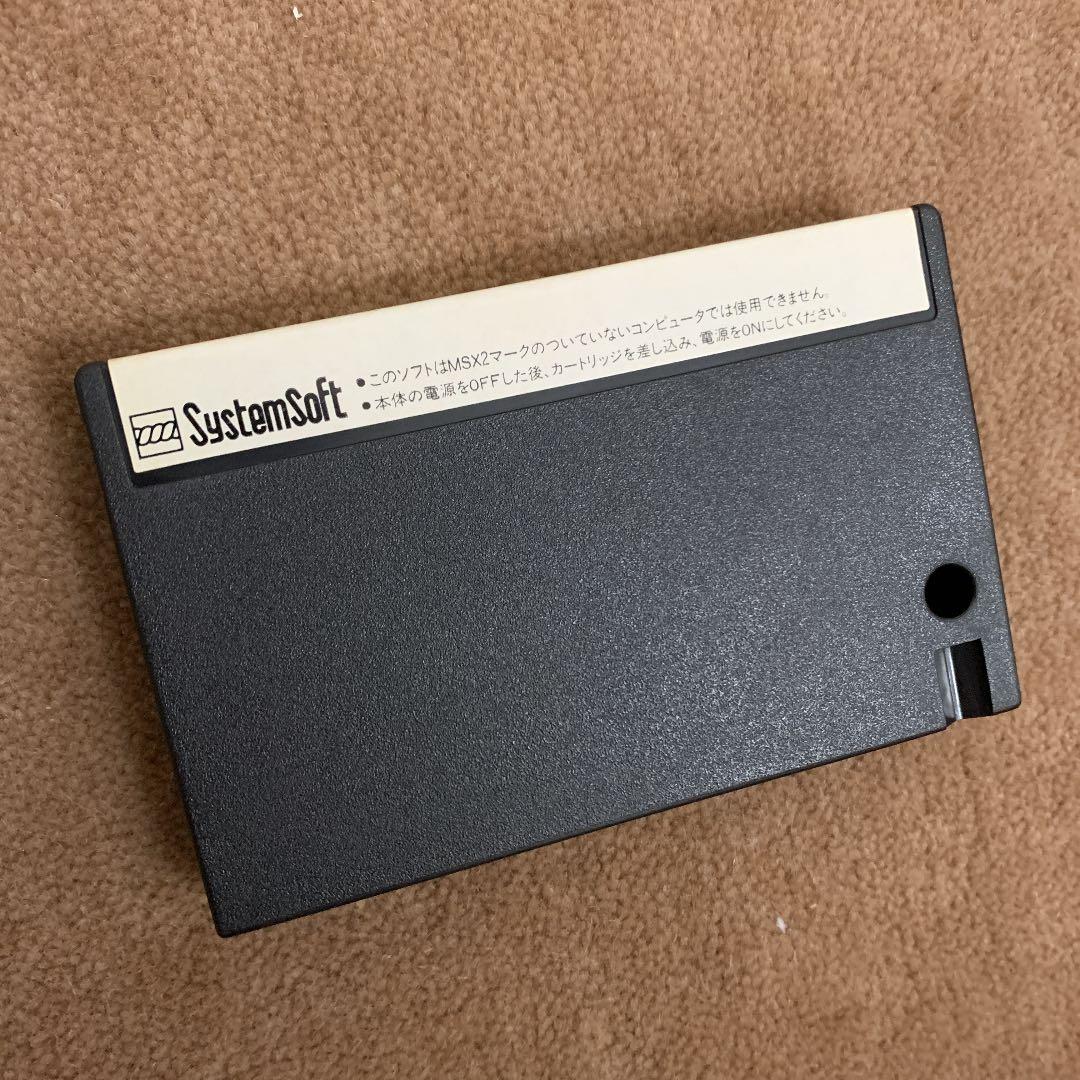 SystemSoft
•このソフトはMSX2マークのついていないコンピュータでは使用できません。
•本体の電源をOFFした後、カートリッジを差し込み、電源をONにしてください。